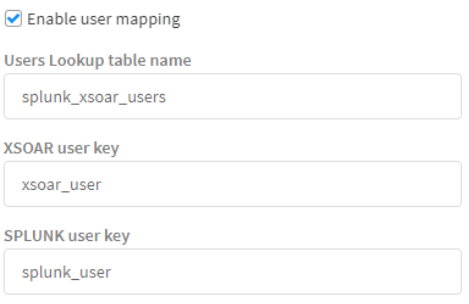 Enable user mapping
Users Lookup table name
splunk_xsoar_users
XSOAR user key
xsoar_user
SPLUNK user key
splunk_user